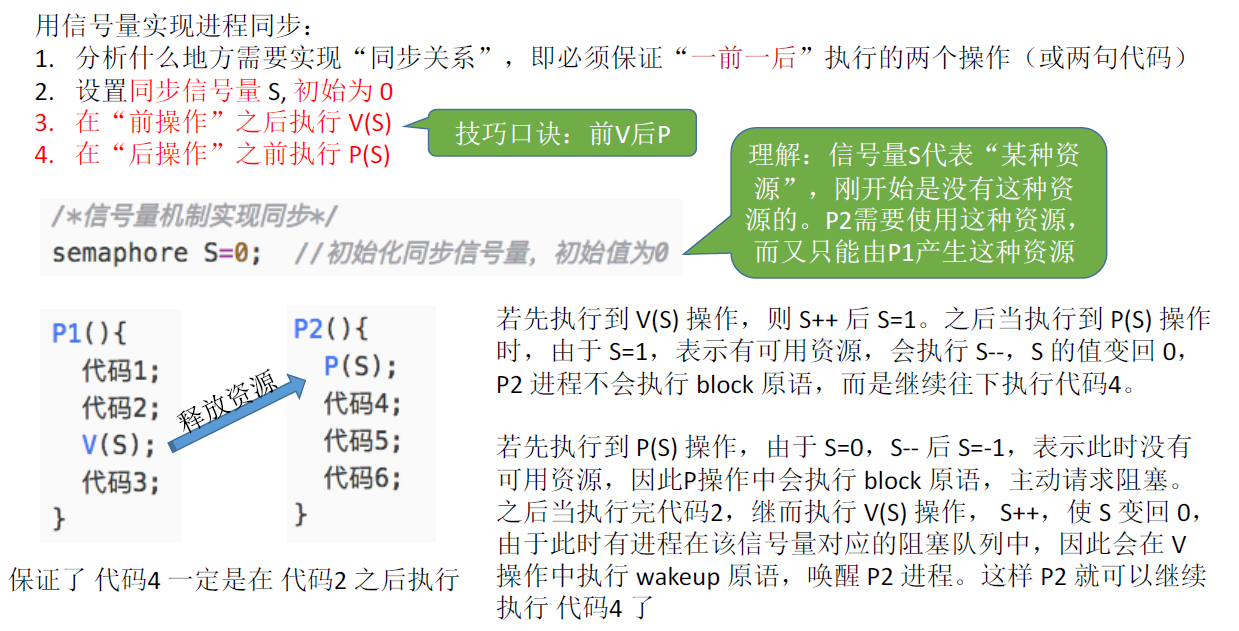 用信号量实现进程同步：
1. 分析什么地方需要实现“同步关系”，即必须保证“一前一后”执行的两个操作（或两句代码）
2. 设置同步信号量 S, 初始为 0
3. 在“前操作”之后执行 V(S)
4. 在“后操作”之前执行 P(S)
技巧口诀：前V后P
理解：信号量S代表“某种资
源”，刚开始是没有这种资
源的。P2需要使用这种资源，
而又只能由P1产生这种资源
/*信号量机制实现同步*/
semaphore S=0; //初始化同步信号量，初始值为0
P1(){
代码1;
代码2;
V(S);
代码3;
}
释放资源
P2(){
P(S);
代码4;
代码5;
代码6;
}
保证了 代码4 一定是在 代码2 之后执行
若先执行到 V(S) 操作，则 S++ 后 S=1。之后当执行到 P(S) 操作
时，由于 S=1，表示有可用资源，会执行 S--，S 的值变回 0，
P2 进程不会执行 block 原语，而是继续往下执行代码4。
若先执行到 P(S) 操作，由于 S=0，S-- 后 S=-1，表示此时没有
可用资源，因此P操作中会执行 block 原语，主动请求阻塞。
之后当执行完代码2，继而执行 V(S) 操作， S++，使 S 变回 0，
由于此时有进程在该信号量对应的阻塞队列中，因此会在 V
操作中执行 wakeup 原语，唤醒 P2 进程。这样 P2 就可以继续
执行 代码4 了